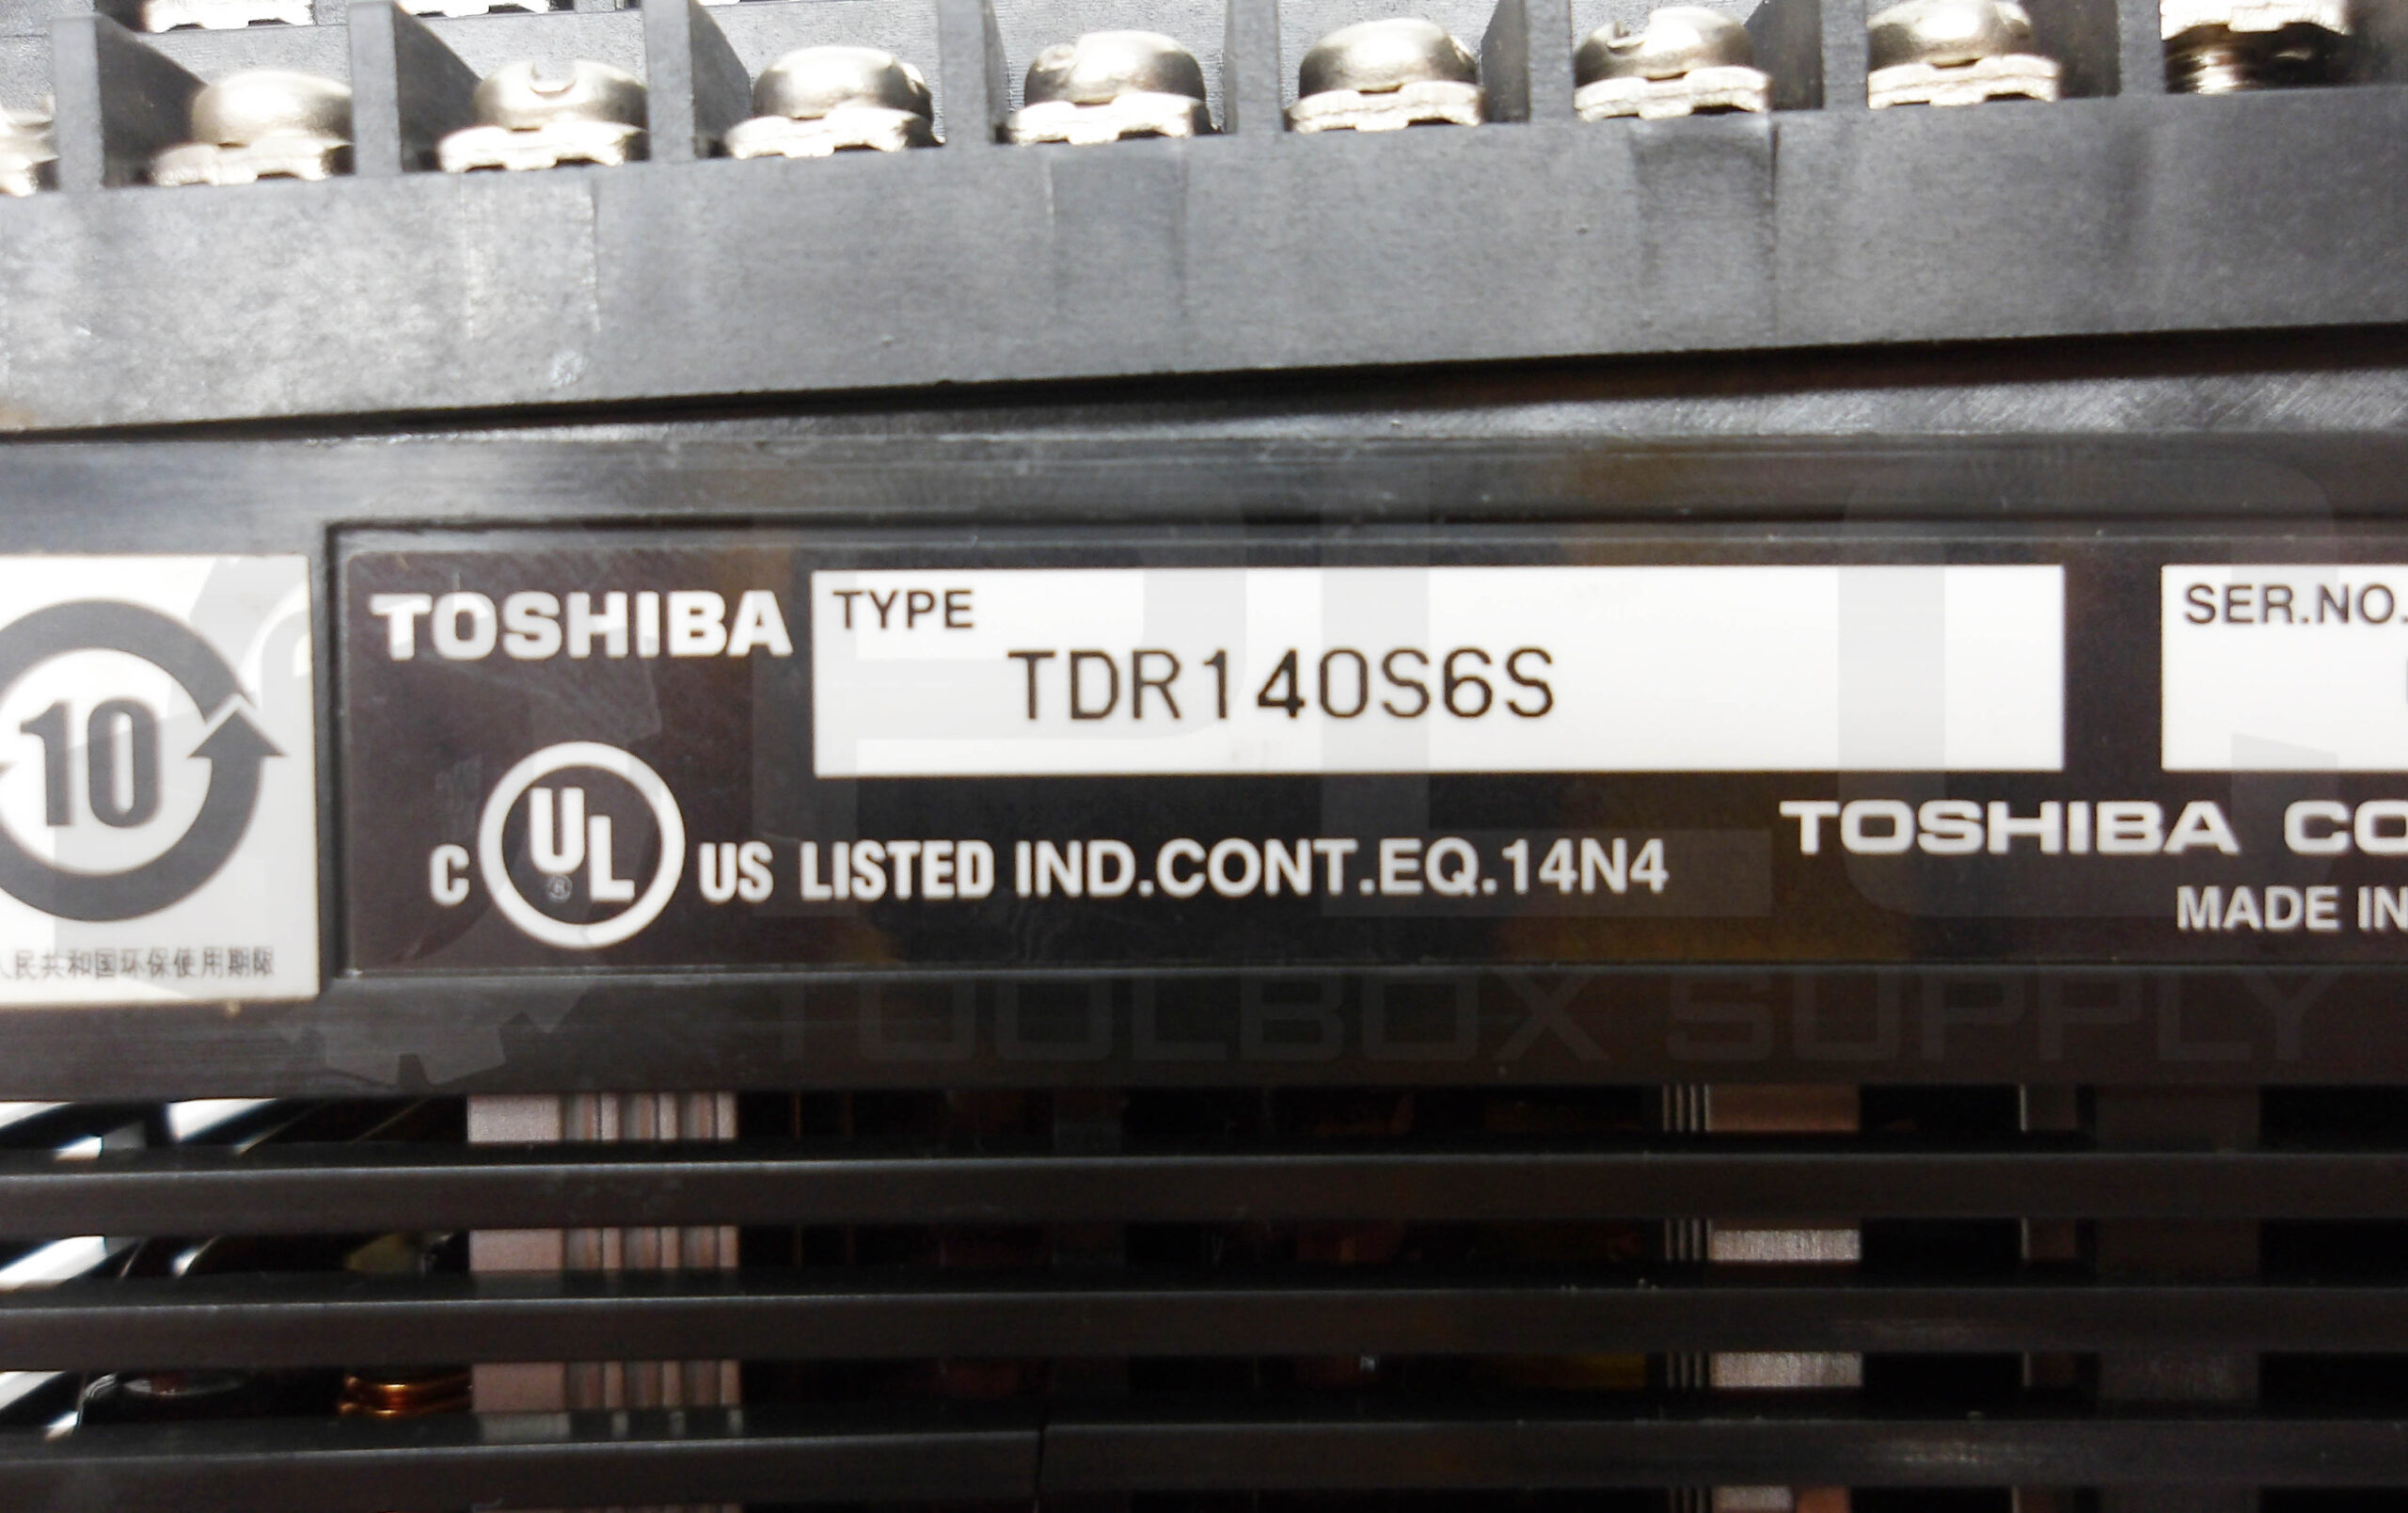 TOSHIBA
TYPE
TDR140S6S
SER.NO.
10
C UL® US LISTED IND.CONT.EQ.14N4
TOSHIBA CO
MADE IN
人民共和国环保使用期限
PLC
TOOLBOX SUPPLY